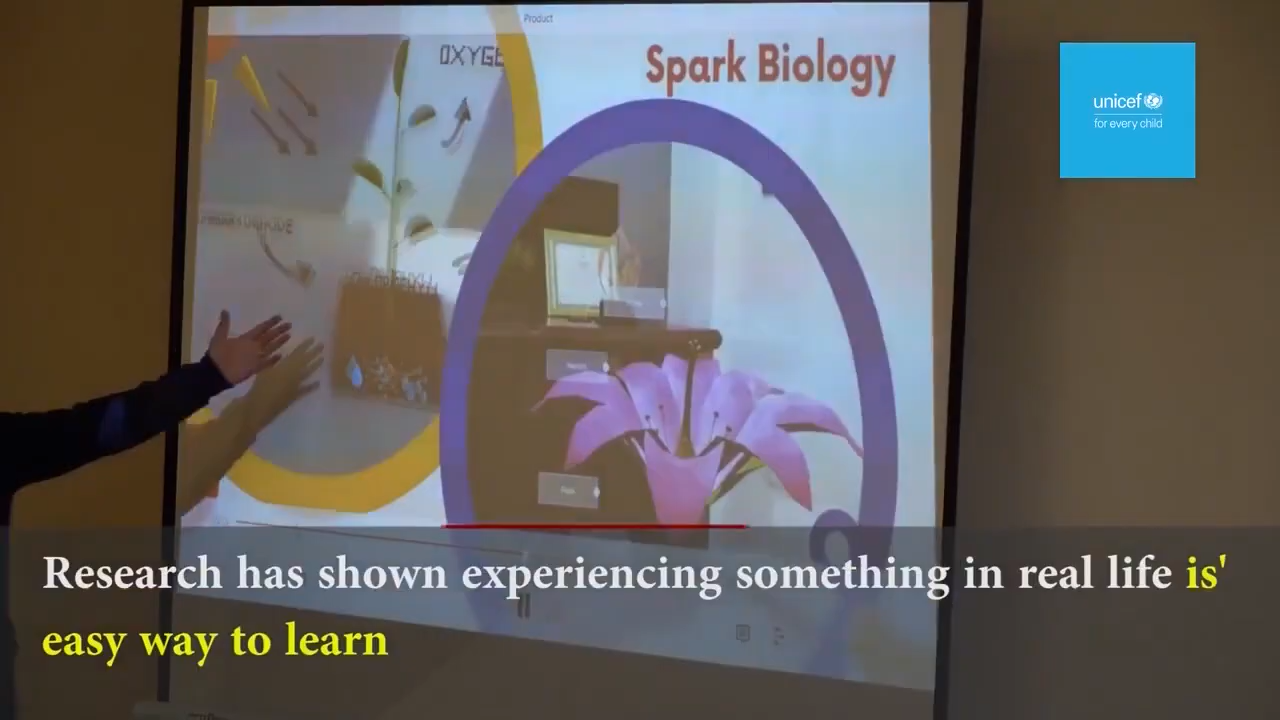 Product
OXYGE
Spark Biology
unicef
for every child
Research has shown experiencing something in real life is'
easy way to learn